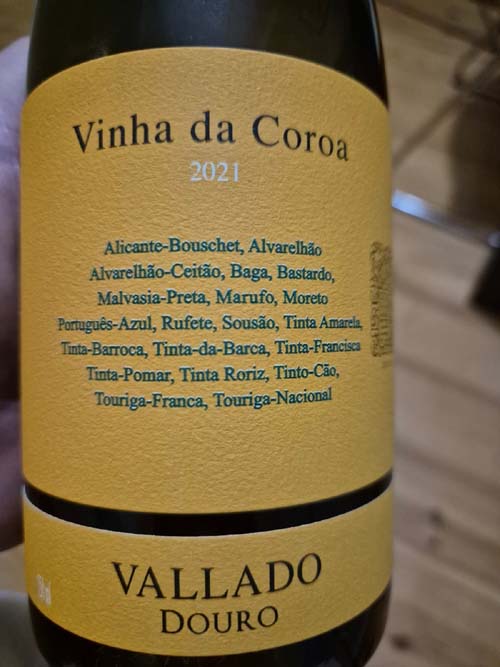 Vinha da Coroa
2021
Alicante-Bouschet, Alvarelhão
Alvarelhão-Ceitão, Baga, Bastardo,
Malvasia-Preta, Marufo, Moreto
Português-Azul, Rufete, Sousão, Tinta Amarela,
Tinta-Barroca, Tinta-da-Barca, Tinta-Francisca
Tinta-Pomar, Tinta Roriz, Tinto-Cão,
Touriga-Franca, Touriga-Nacional
VALLADO
DOURO